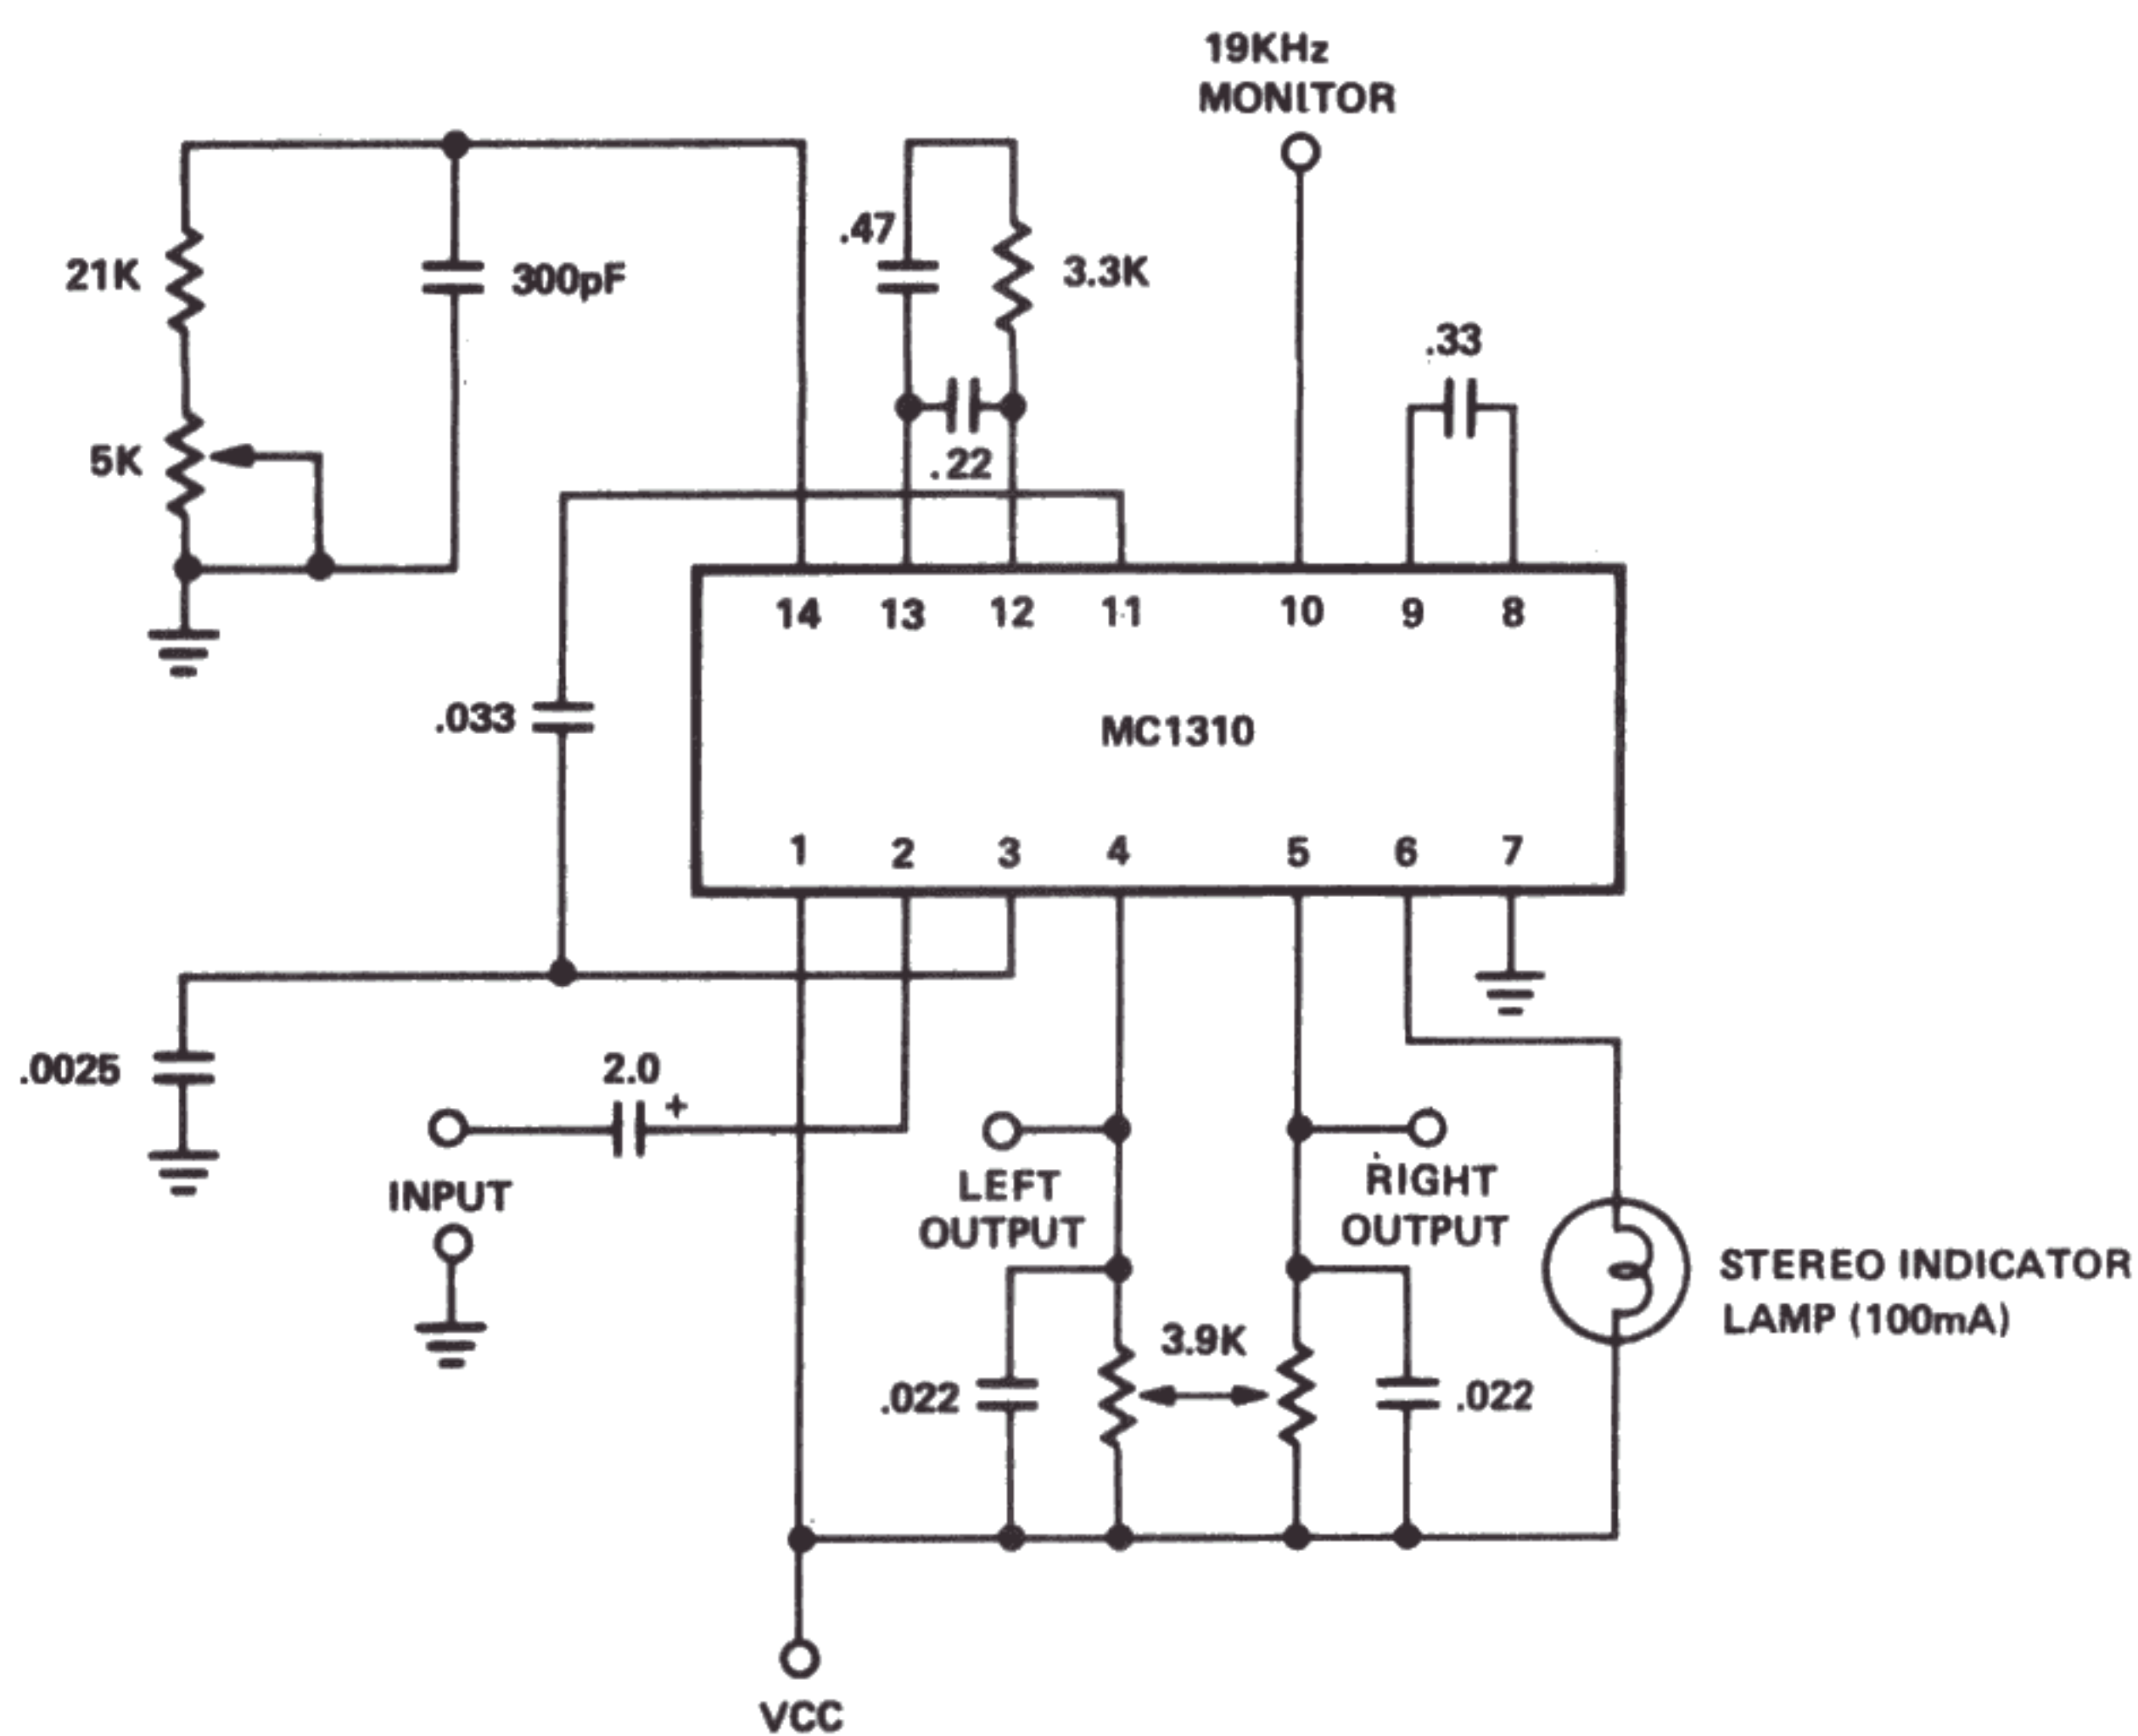 19KHz
MONITOR
.47
21K
300pF
3.3K
.33
5K
.22
14 13 12 11 10 9 8
.033
MC1310
1 2 3 4 5 6 7
.0025
2.0
+
INPUT
LEFT
OUTPUT
RIGHT
OUTPUT
STEREO INDICATOR
LAMP (100mA)
3.9K
.022
.022
VCC